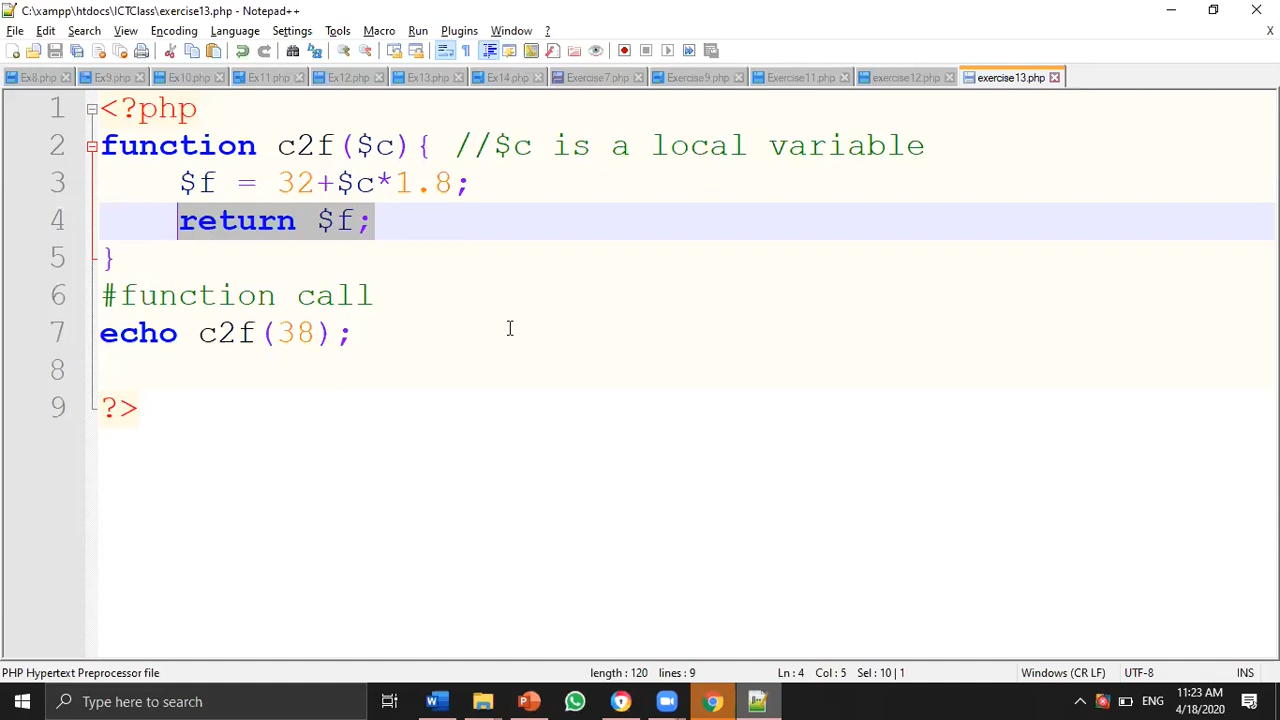 C:\xampp\htdocs\ICTClass\exercise13.php - Notepad++
File Edit Search View Encoding Language Settings Tools Macro Run Plugins Window ?
X
Ex8.php Ex9.php Ex10.php Ex11.php Ex12.php Ex13.php Ex14.php Exercise7.php Exercise9.php Exercise11.php exercise12.php exercise13.php
1 <?php
2 function c2f($c){ //$c is a local variable
3 $f = 32+$c*1.8;
4 return $f;
5 }
6 #function call
7 echo c2f(38);
8
9 ?>
PHP Hypertext Preprocessor file length : 120 lines : 9 Ln : 4 Col : 5 Sel : 10 | 1 Windows (CR LF) UTF-8 INS
Type here to search
ENG
11:23 AM
4/18/2020